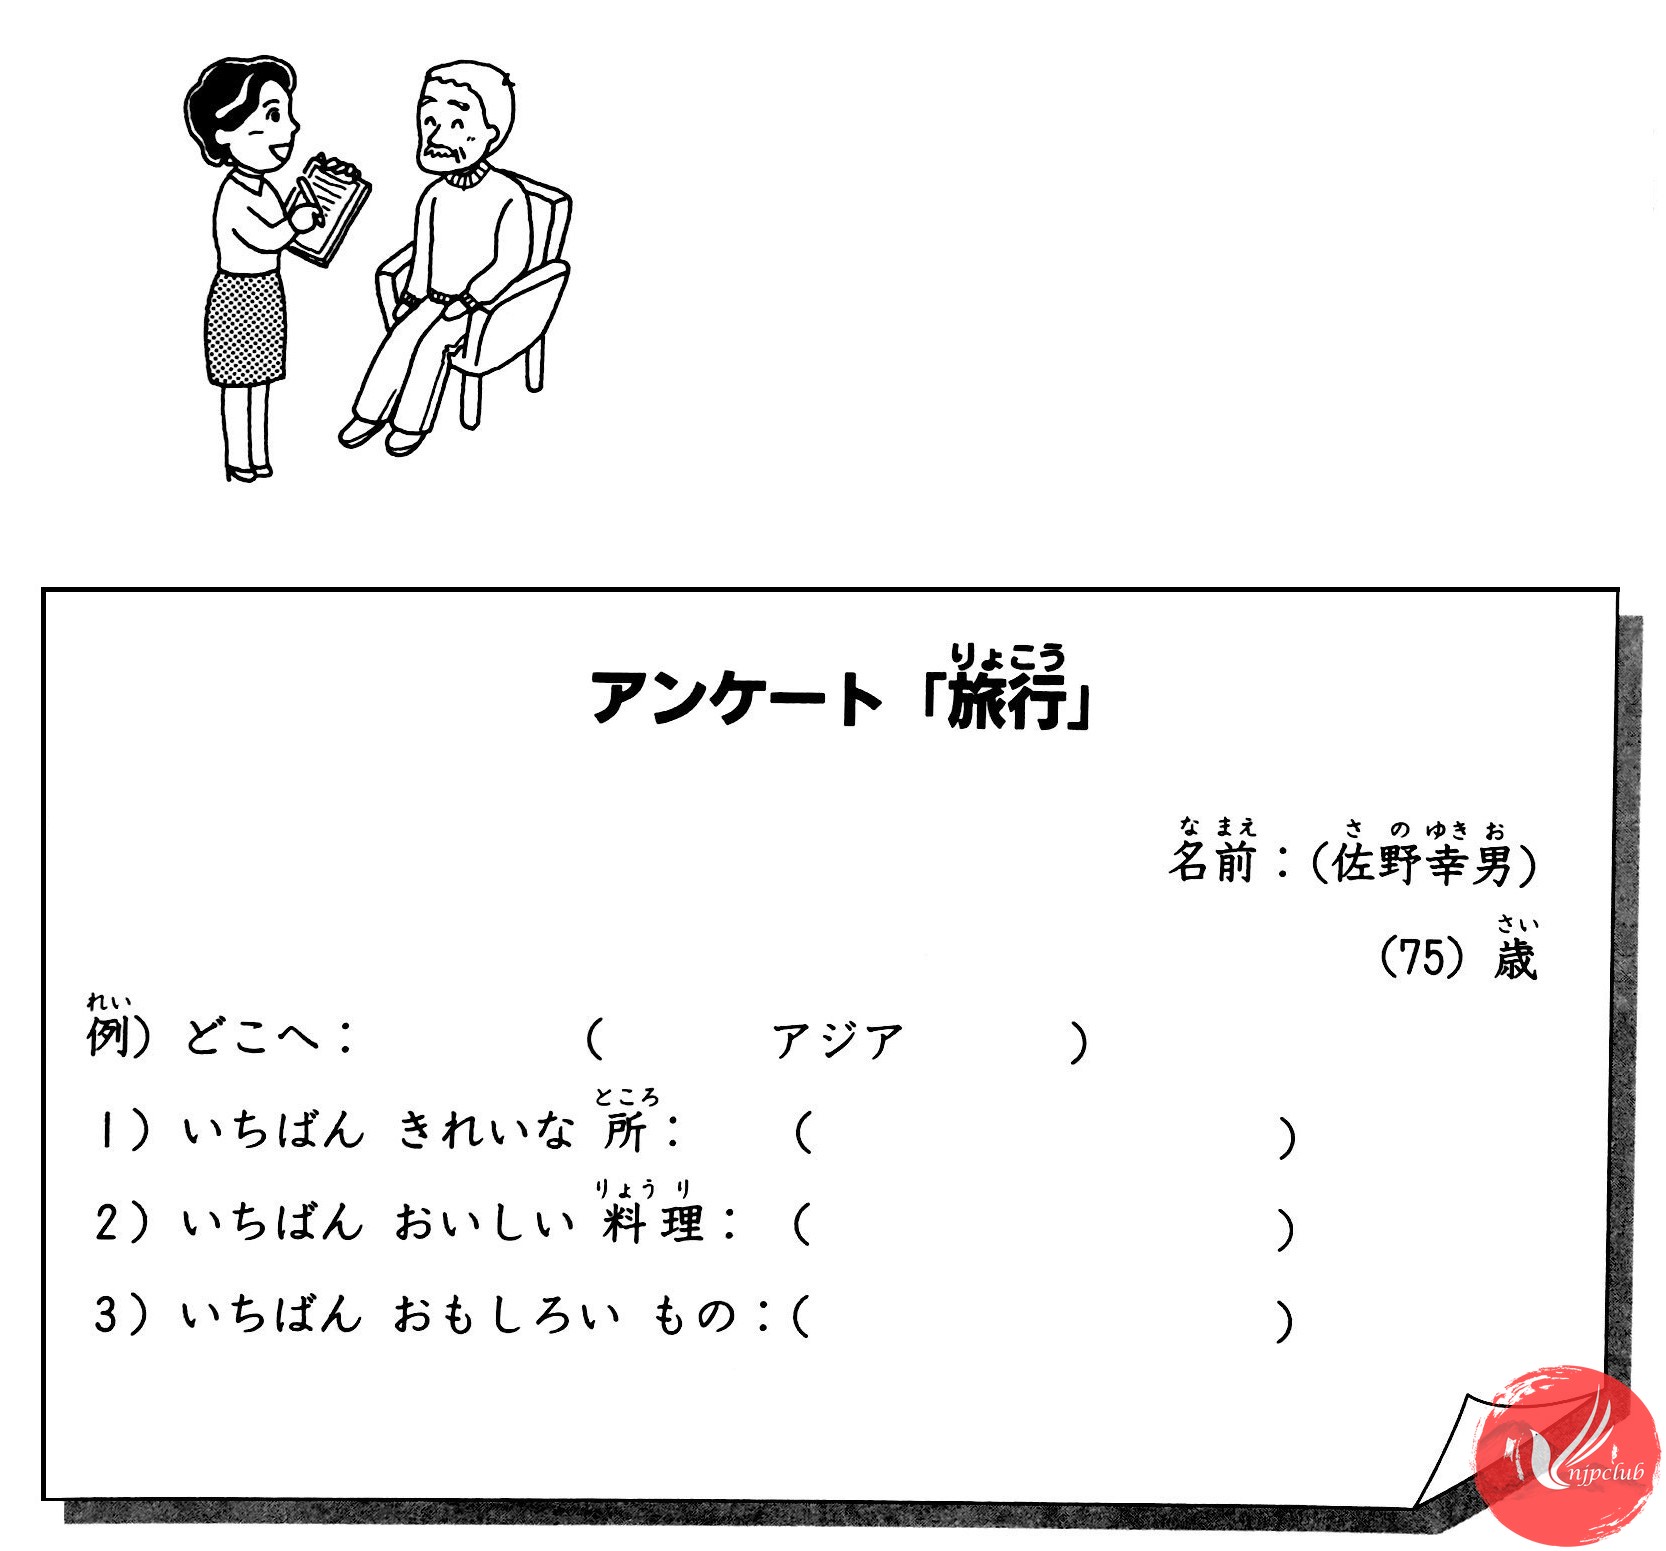 アンケート「旅行」
りょこう
名前：(佐野幸男)
なまえ さのゆきお
(75) 歳
さい
例) どこへ： ( アジア )
れい
1) いちばん きれいな 所： ( )
ところ
2) いちばん おいしい 料理： ( )
りょうり
3) いちばん おもしろい もの：( )
njpclub